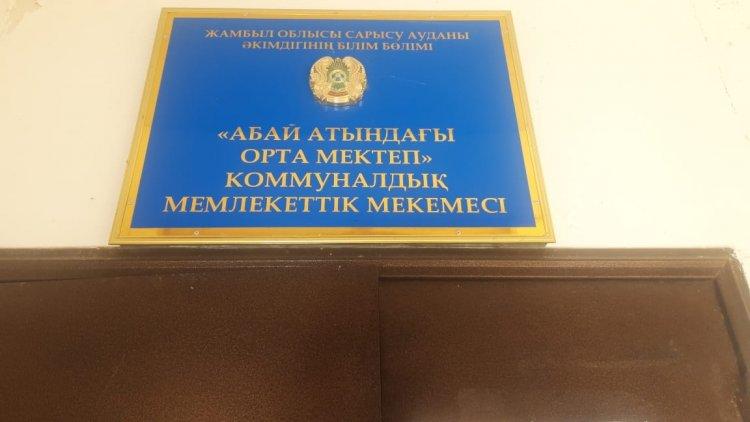 ЖАМБЫЛ ОБЛЫСЫ САРЫСУ АУДАНЫ
ӘКІМДІГІНІҢ БІЛІМ БӨЛІМІ
«АБАЙ АТЫНДАҒЫ
ОРТА МЕКТЕП»
КОММУНАЛДЫҚ
МЕМЛЕКЕТТІК МЕКЕМЕСІ